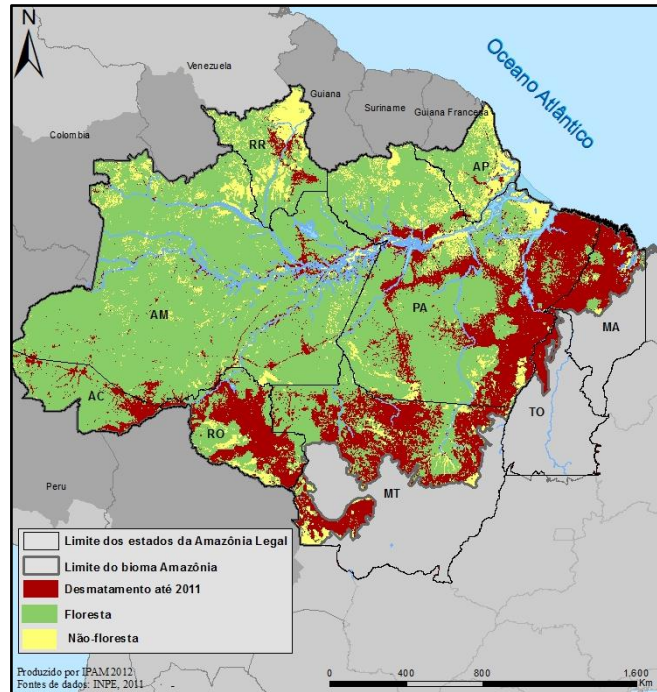 N
Oceano Atlântico
Venezuela
Guiana
Suriname
Guiana Francesa
Colombia
RR
AP
AM
PA
MA
AC
TO
RO
Peru
MT
Limite dos estados da Amazônia Legal
Limite do bioma Amazônia
Desmatamento até 2011
Floresta
Não-floresta
Produzido por IPAM 2012
Fontes de dados: INPE, 2011
0 400 800 1,600
Km